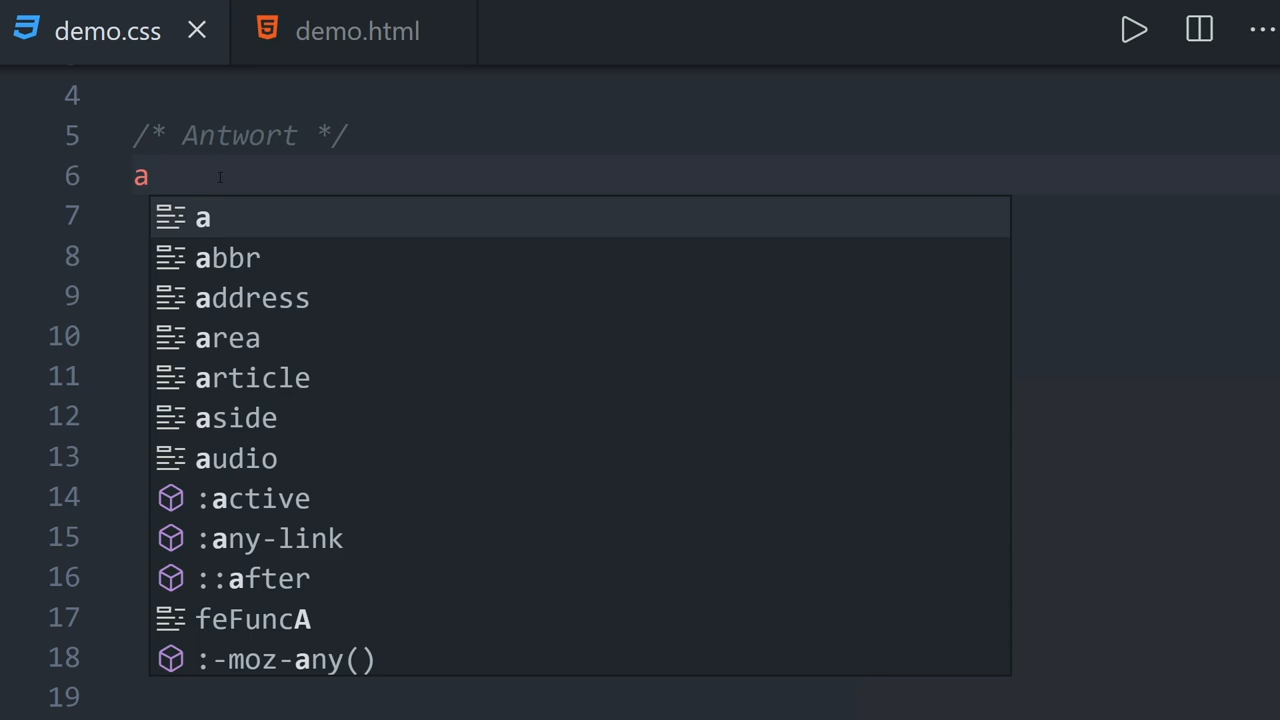 demo.css
demo.html
4
5 /* Antwort */
6 a
7 a
8 abbr
9 address
10 area
11 article
12 aside
13 audio
14 :active
15 :any-link
16 ::after
17 feFuncA
18 :-moz-any()
19